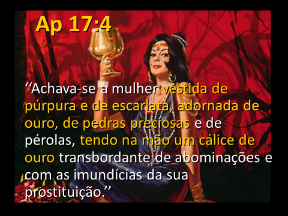 Ap 17:4
‘‘Achava-se a mulher vestida de
púrpura e de escarlata, adornada de
ouro, de pedras preciosas e de
pérolas, tendo na mão um cálice de
ouro transbordante de abominações e
com as imundícias da sua
prostituição.’’